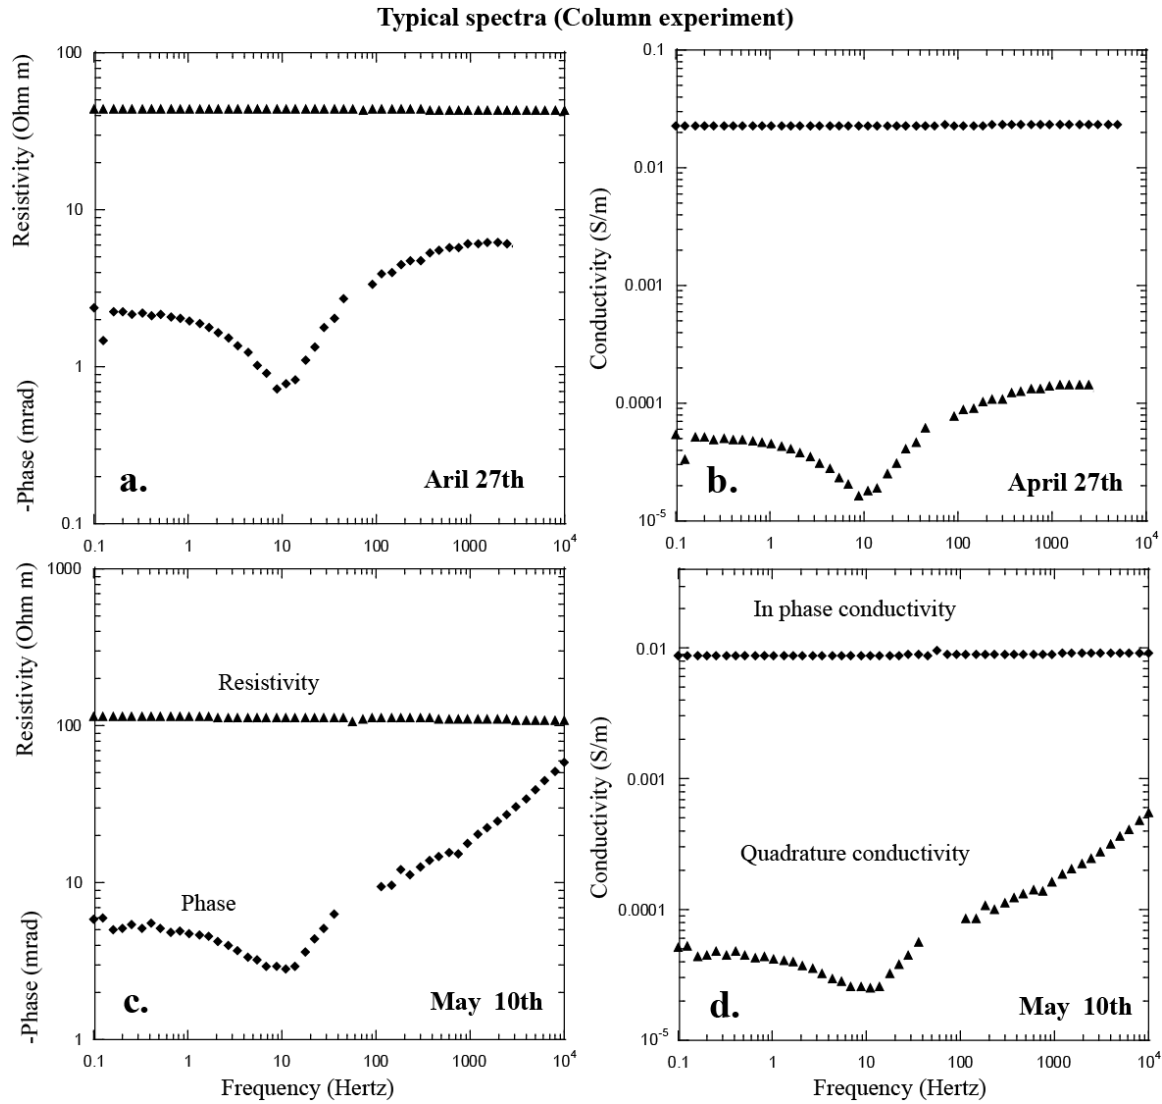 Typical spectra (Column experiment)
Resistivity (Ohm m)
-Phase (mrad)
100
10
1
0.1
0.1 1 10 100 1000 10⁴
a.
Aril 27th
Conductivity (S/m)
0.1
0.01
0.001
0.0001
10⁻⁵
0.1 1 10 100 1000 10⁴
b.
April 27th
Resistivity (Ohm m)
-Phase (mrad)
1000
100
10
1
Resistivity
Phase
c.
May 10th
0.1 1 10 100 1000 10⁴
Frequency (Hertz)
Conductivity (S/m)
0.01
0.001
0.0001
10⁻⁵
In phase conductivity
Quadrature conductivity
d.
May 10th
0.1 1 10 100 1000 10⁴
Frequency (Hertz)